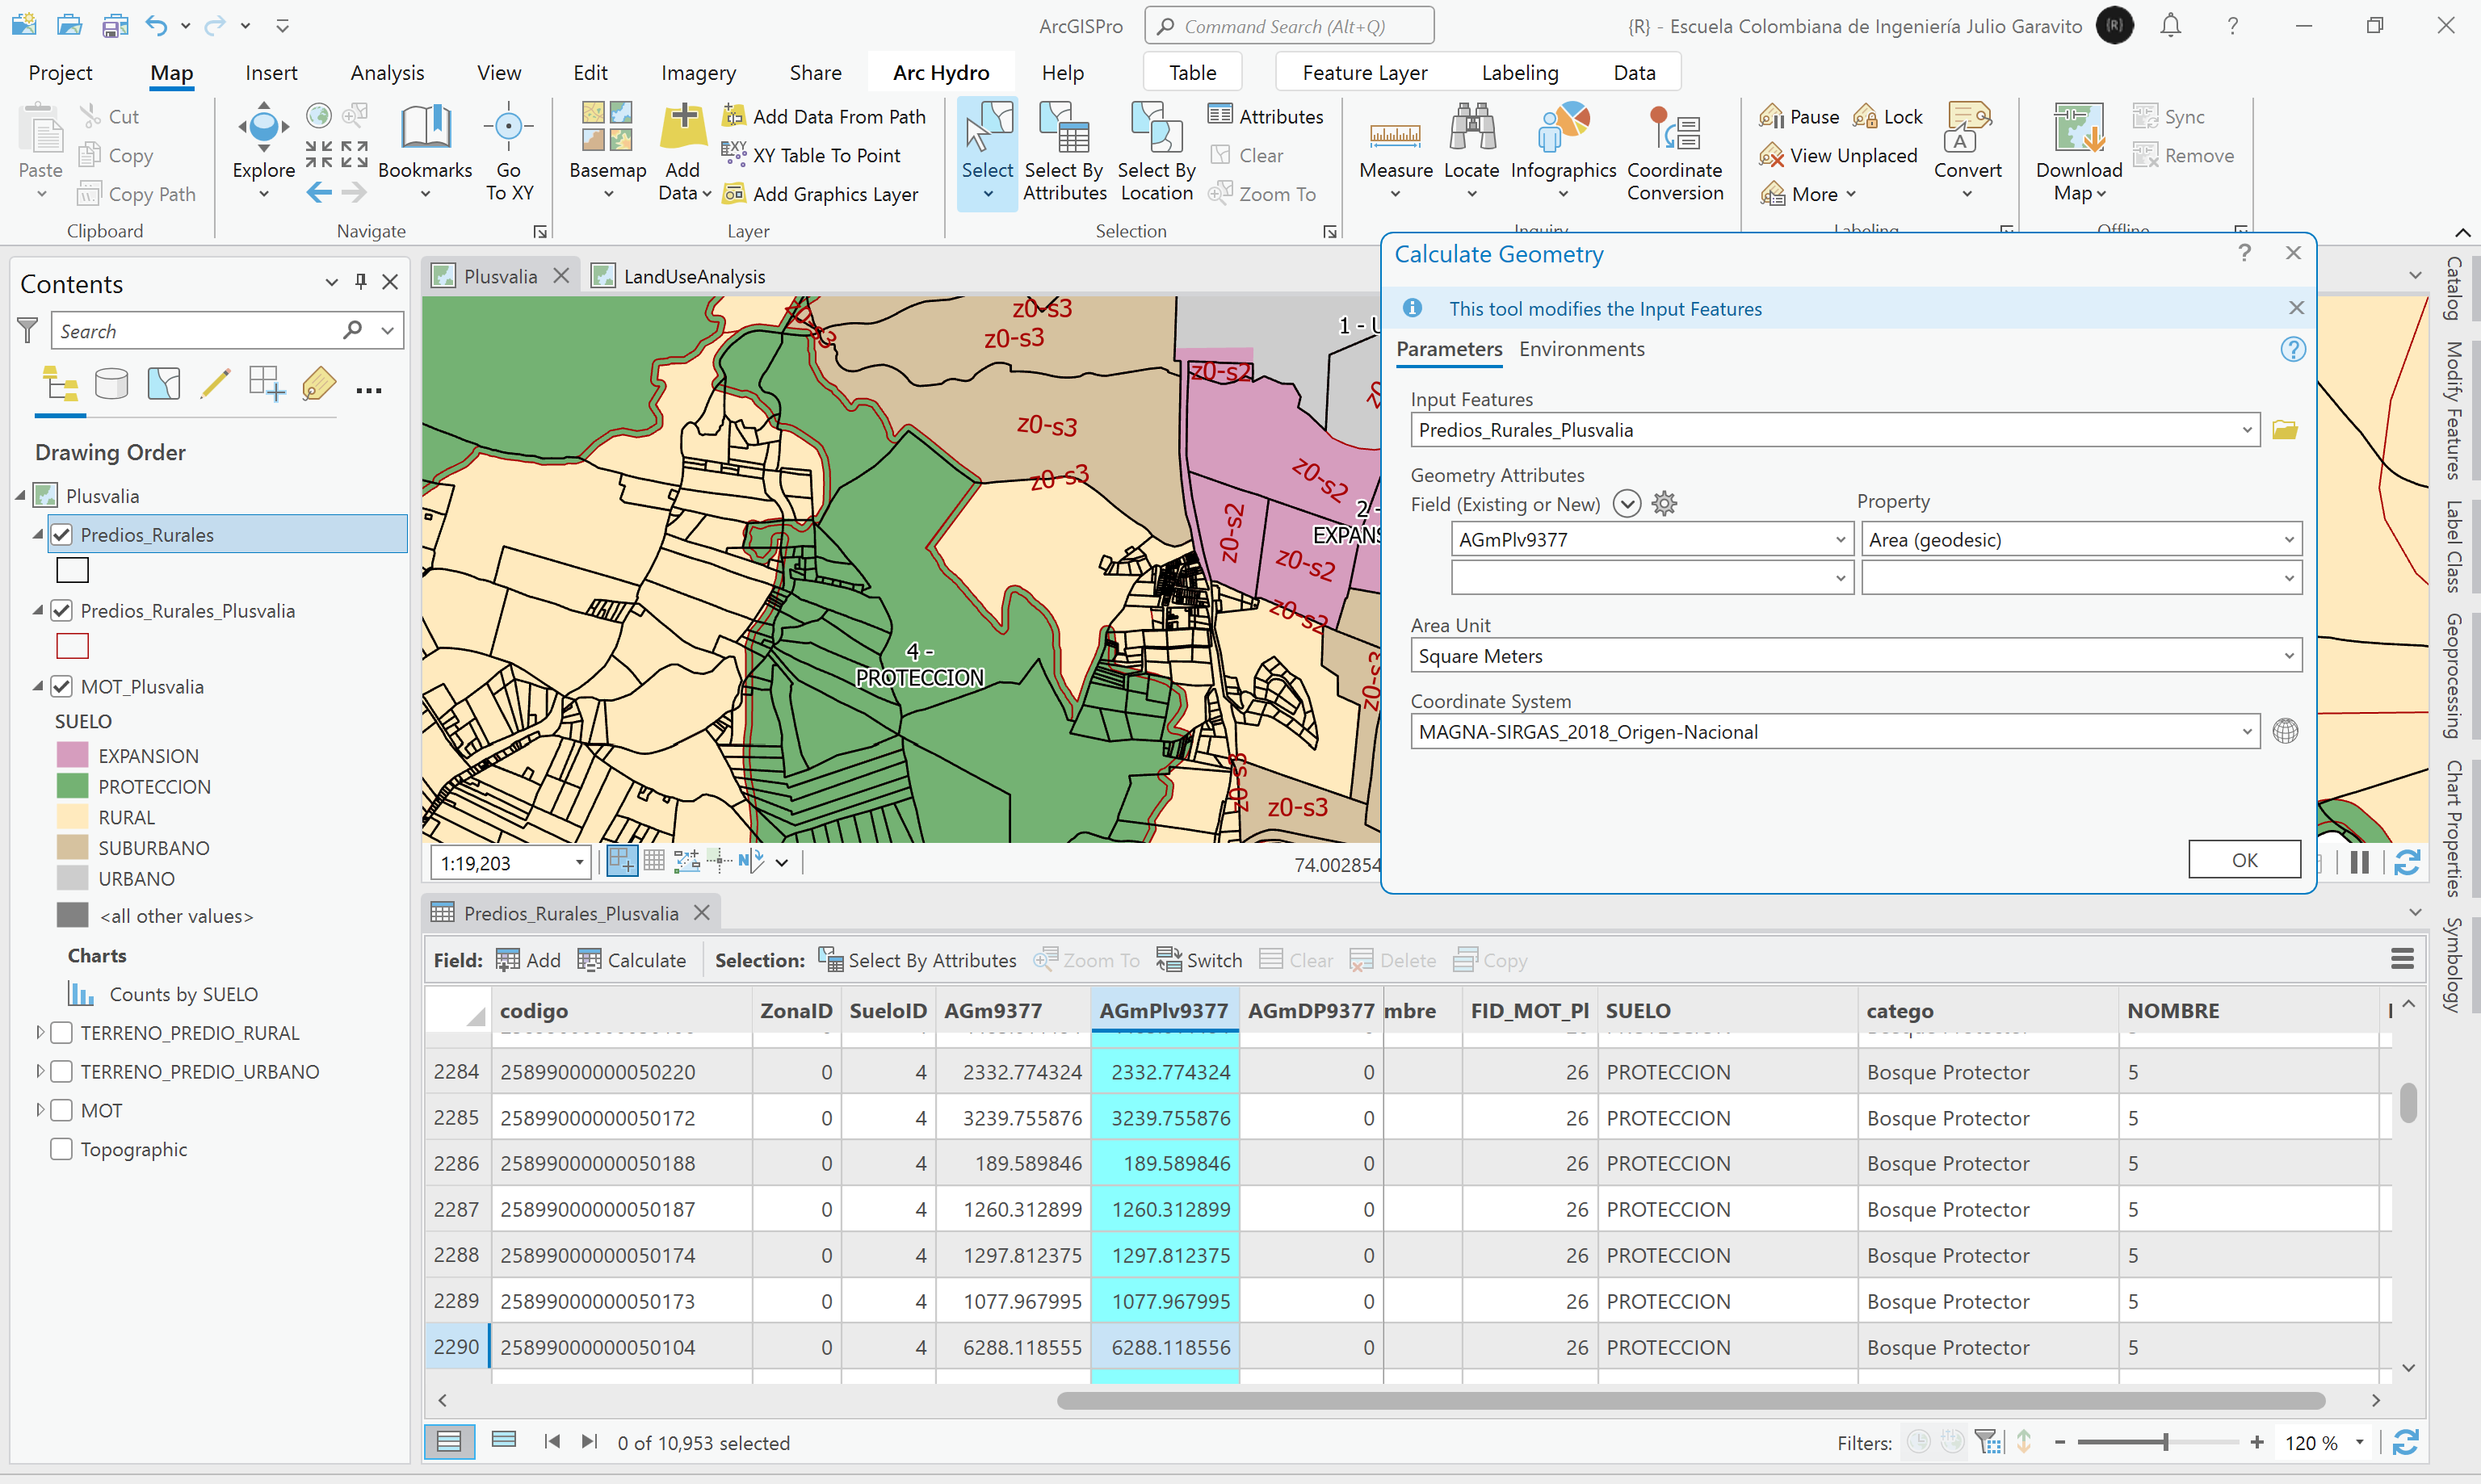 ArcGISPro
Command Search (Alt+Q)
{R} - Escuela Colombiana de Ingeniería Julio Garavito
{R}
?
Project
Map
Insert
Analysis
View
Edit
Imagery
Share
Arc Hydro
Help
Table
Feature Layer
Labeling
Data
Paste
Cut
Copy
Copy Path
Clipboard
Explore
Bookmarks
Go
To XY
Navigate
Basemap
Add
Data
Add Data From Path
XY Table To Point
Add Graphics Layer
Layer
Select
Select By
Attributes
Select By
Location
Attributes
Clear
Zoom To
Selection
Measure
Locate
Infographics
Coordinate
Conversion
Inquiry
Pause
Lock
View Unplaced
More
Convert
Labeling
Download
Map
Sync
Remove
Offline
Contents
Search
Drawing Order
Plusvalia
Predios_Rurales
Predios_Rurales_Plusvalia
MOT_Plusvalia
SUELO
EXPANSION
PROTECCION
RURAL
SUBURBANO
URBANO
<all other values>
Charts
Counts by SUELO
TERRENO_PREDIO_RURAL
TERRENO_PREDIO_URBANO
MOT
Topographic
Plusvalia
LandUseAnalysis
z0-s3
z0-s3
z0-s3
z0-s3
z0-s3
1 - U
z0-s2
z0-s2
2 -
EXPANS
z0-s2
z0-s2
z0-s2
4 -
PROTECCION
z0-s3
z0-s3
z0-s3
1:19,203
74.002854
Calculate Geometry
?
This tool modifies the Input Features
Parameters
Environments
Input Features
Predios_Rurales_Plusvalia
Geometry Attributes
Field (Existing or New)
Property
AGmPlv9377
Area (geodesic)
Area Unit
Square Meters
Coordinate System
MAGNA-SIRGAS_2018_Origen-Nacional
OK
Catalog
Modify Features
Label Class
Geoprocessing
Chart Properties
Symbology
Predios_Rurales_Plusvalia
Field: Add Calculate Selection: Select By Attributes Zoom To Switch Clear Delete Copy
codigo ZonaID SueloID AGm9377 AGmPlv9377 AGmDP9377 mbre FID_MOT_Pl SUELO catego NOMBRE
2284 25899000000050220 0 4 2332.774324 2332.774324 0 26 PROTECCION Bosque Protector 5
2285 25899000000050172 0 4 3239.755876 3239.755876 0 26 PROTECCION Bosque Protector 5
2286 25899000000050188 0 4 189.589846 189.589846 0 26 PROTECCION Bosque Protector 5
2287 25899000000050187 0 4 1260.312899 1260.312899 0 26 PROTECCION Bosque Protector 5
2288 25899000000050174 0 4 1297.812375 1297.812375 0 26 PROTECCION Bosque Protector 5
2289 25899000000050173 0 4 1077.967995 1077.967995 0 26 PROTECCION Bosque Protector 5
2290 25899000000050104 0 4 6288.118555 6288.118556 0 26 PROTECCION Bosque Protector 5
0 of 10,953 selected
Filters:
120 %